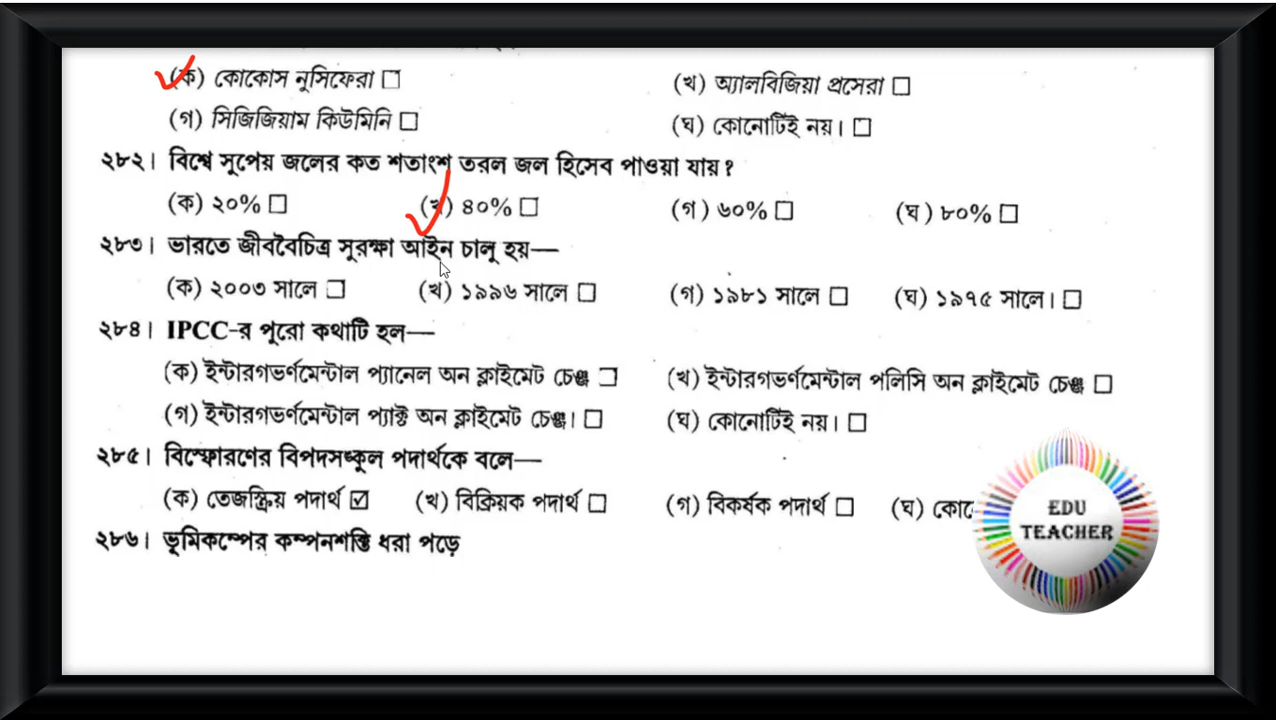 (ক) কোকোস নুসিফেরা
(খ) অ্যালবিজিয়া প্রসেরা
(গ) সিজিজিয়াম কিউমিনি
(ঘ) কোনোটিই নয়।
২৮২। বিশ্বে সুপেয় জলের কত শতাংশ তরল জল হিসেব পাওয়া যায়?
(ক) ২০% (খ) ৪০% (গ) ৬০% (ঘ) ৮০%
২৮৩। ভারতে জীববৈচিত্র সুরক্ষা আইন চালু হয়—
(ক) ২০০৩ সালে (খ) ১৯৯৬ সালে (গ) ১৯৮১ সালে (ঘ) ১৯৭৫ সালে।
২৮৪। IPCC-র পুরো কথাটি হল—
(ক) ইন্টারগভর্ণমেন্টাল প্যানেল অন ক্লাইমেট চেঞ্জ (খ) ইন্টারগভর্ণমেন্টাল পলিসি অন ক্লাইমেট চেঞ্জ
(গ) ইন্টারগভর্ণমেন্টাল প্যাক্ট অন ক্লাইমেট চেঞ্জ। (ঘ) কোনোটিই নয়।
২৮৫। বিস্ফোরণের বিপদসঙ্কুল পদার্থকে বলে—
(ক) তেজস্ক্রিয় পদার্থ (খ) বিক্রিয়ক পদার্থ (গ) বিকর্ষক পদার্থ (ঘ) কোে
২৮৬। ভূমিকম্পের কম্পনশক্তি ধরা পড়ে
EDU
TEACHER